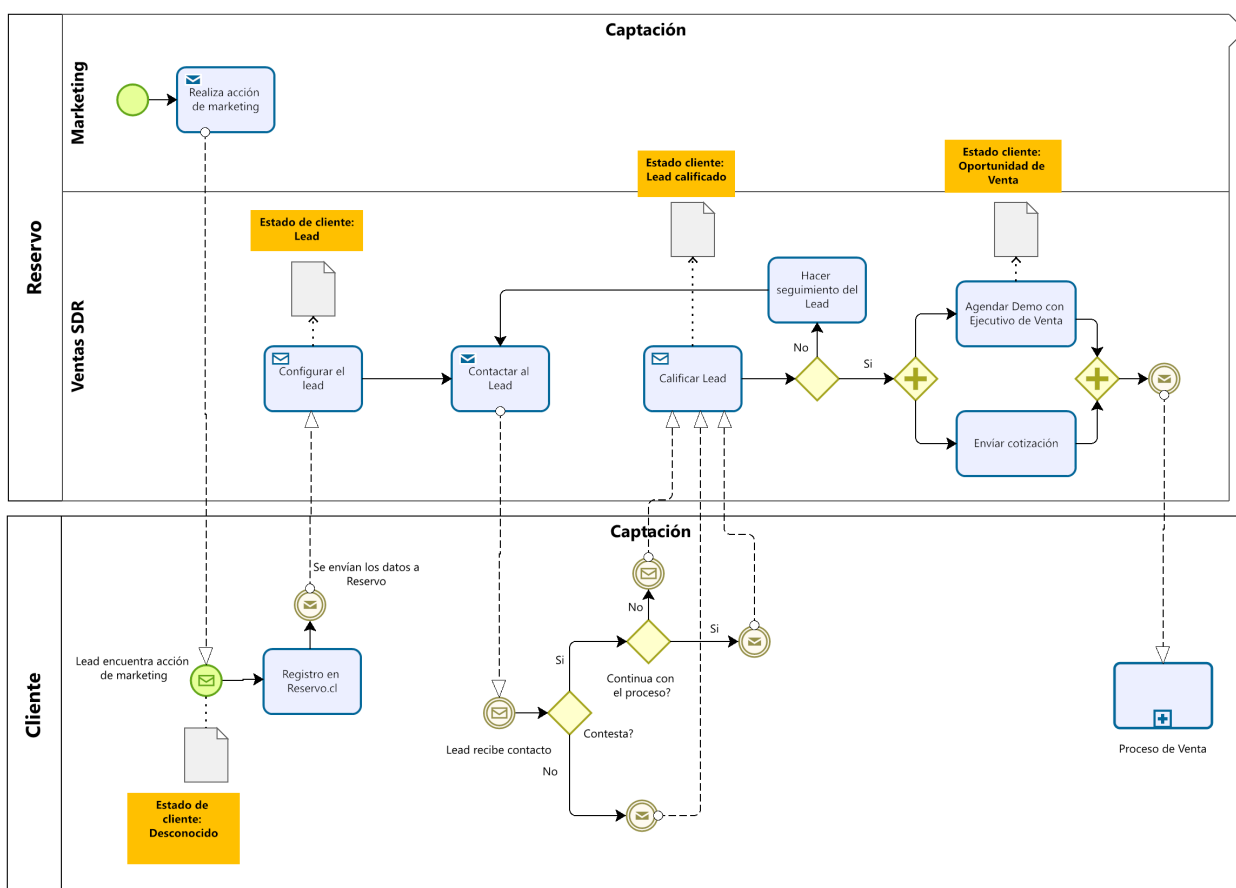 Captación
Reservo
Marketing
Realiza acción
de marketing
Ventas SDR
Estado de cliente:
Lead
Estado cliente:
Lead calificado
Estado cliente:
Oportunidad de
Venta
Configurar el
lead
Contactar al
Lead
Hacer
seguimiento del
Lead
Calificar Lead
No
Si
Agendar Demo con
Ejecutivo de Venta
Envíar cotización
Captación
Cliente
Se envían los datos a
Reservo
Lead encuentra acción
de marketing
Registro en
Reservo.cl
Estado de
cliente:
Desconocido
Lead recibe contacto
Contesta?
Si
No
Continua con
el proceso?
No
Si
Proceso de Venta